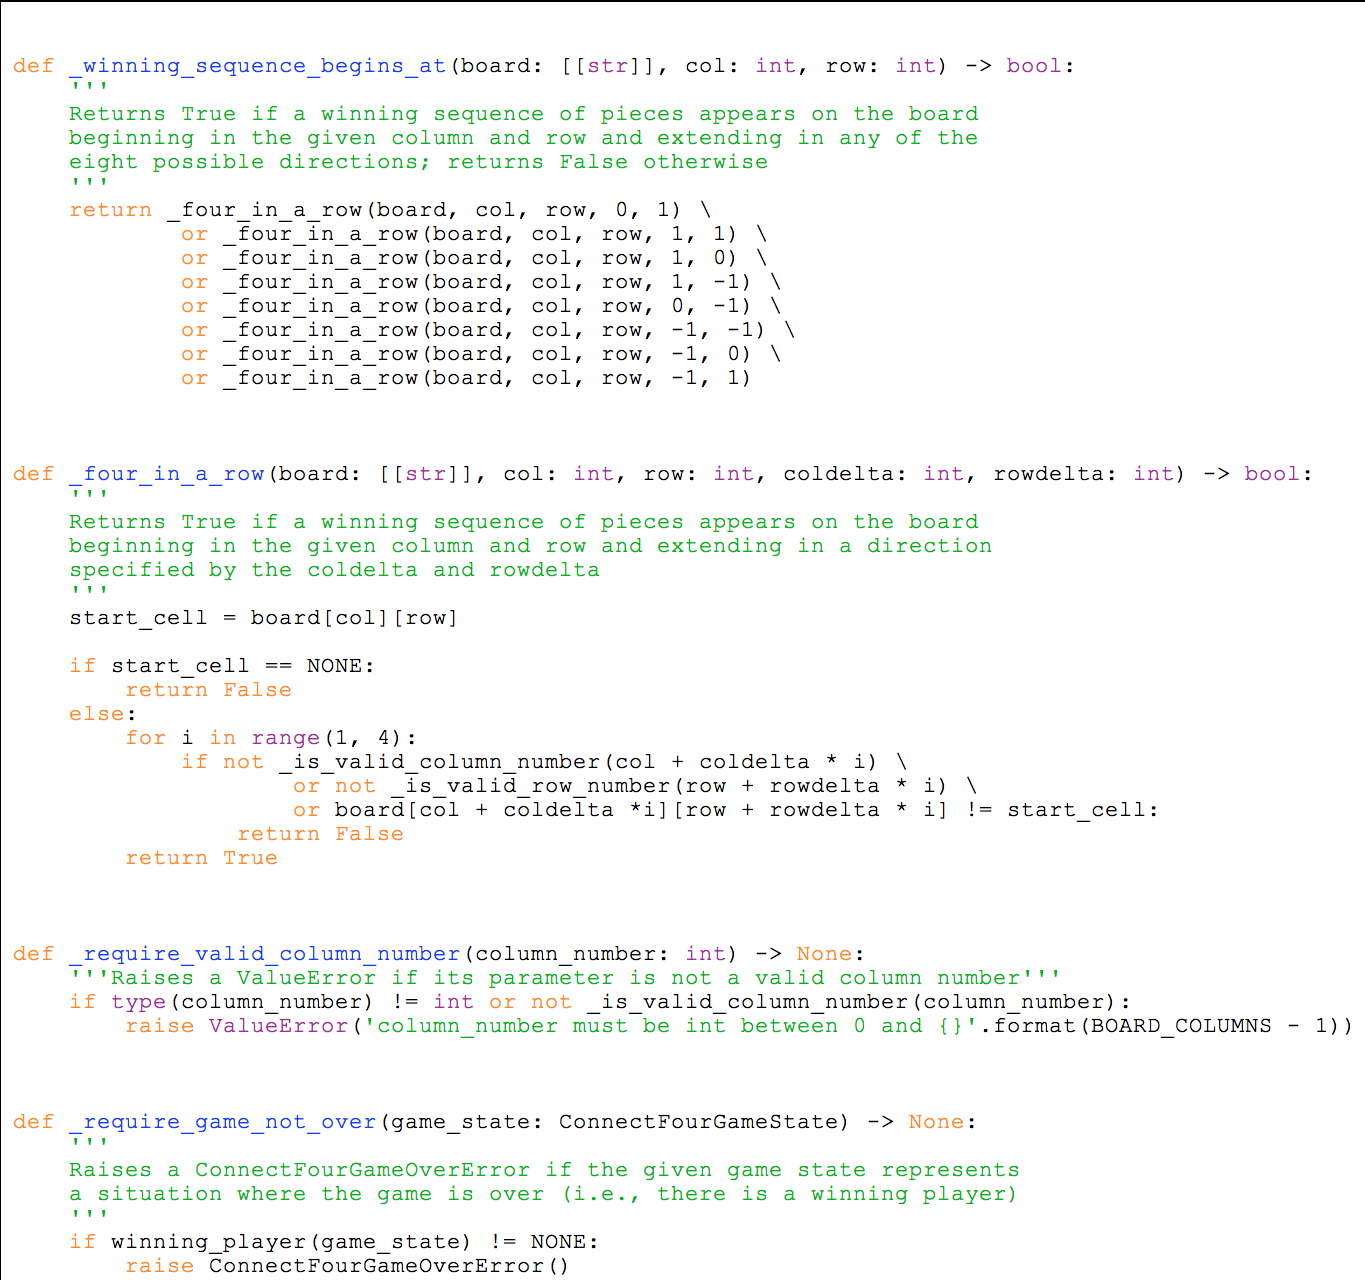 def _winning_sequence_begins_at(board: [[str]], col: int, row: int) -> bool:
    '''
    Returns True if a winning sequence of pieces appears on the board
    beginning in the given column and row and extending in any of the
    eight possible directions; returns False otherwise
    '''
    return _four_in_a_row(board, col, row, 0, 1) \
            or _four_in_a_row(board, col, row, 1, 1) \
            or _four_in_a_row(board, col, row, 1, 0) \
            or _four_in_a_row(board, col, row, 1, -1) \
            or _four_in_a_row(board, col, row, 0, -1) \
            or _four_in_a_row(board, col, row, -1, -1) \
            or _four_in_a_row(board, col, row, -1, 0) \
            or _four_in_a_row(board, col, row, -1, 1)
def _four_in_a_row(board: [[str]], col: int, row: int, coldelta: int, rowdelta: int) -> bool:
    '''
    Returns True if a winning sequence of pieces appears on the board
    beginning in the given column and row and extending in a direction
    specified by the coldelta and rowdelta
    '''
    start_cell = board[col][row]
    if start_cell == NONE:
        return False
    else:
        for i in range(1, 4):
            if not _is_valid_column_number(col + coldelta * i) \
                    or not _is_valid_row_number(row + rowdelta * i) \
                    or board[col + coldelta *i][row + rowdelta * i] != start_cell:
                return False
        return True
def _require_valid_column_number(column_number: int) -> None:
    '''Raises a ValueError if its parameter is not a valid column number'''
    if type(column_number) != int or not _is_valid_column_number(column_number):
        raise ValueError('column_number must be int between 0 and {}'.format(BOARD_COLUMNS - 1))
def _require_game_not_over(game_state: ConnectFourGameState) -> None:
    '''
    Raises a ConnectFourGameOverError if the given game state represents
    a situation where the game is over (i.e., there is a winning player)
    '''
    if winning_player(game_state) != NONE:
        raise ConnectFourGameOverError()